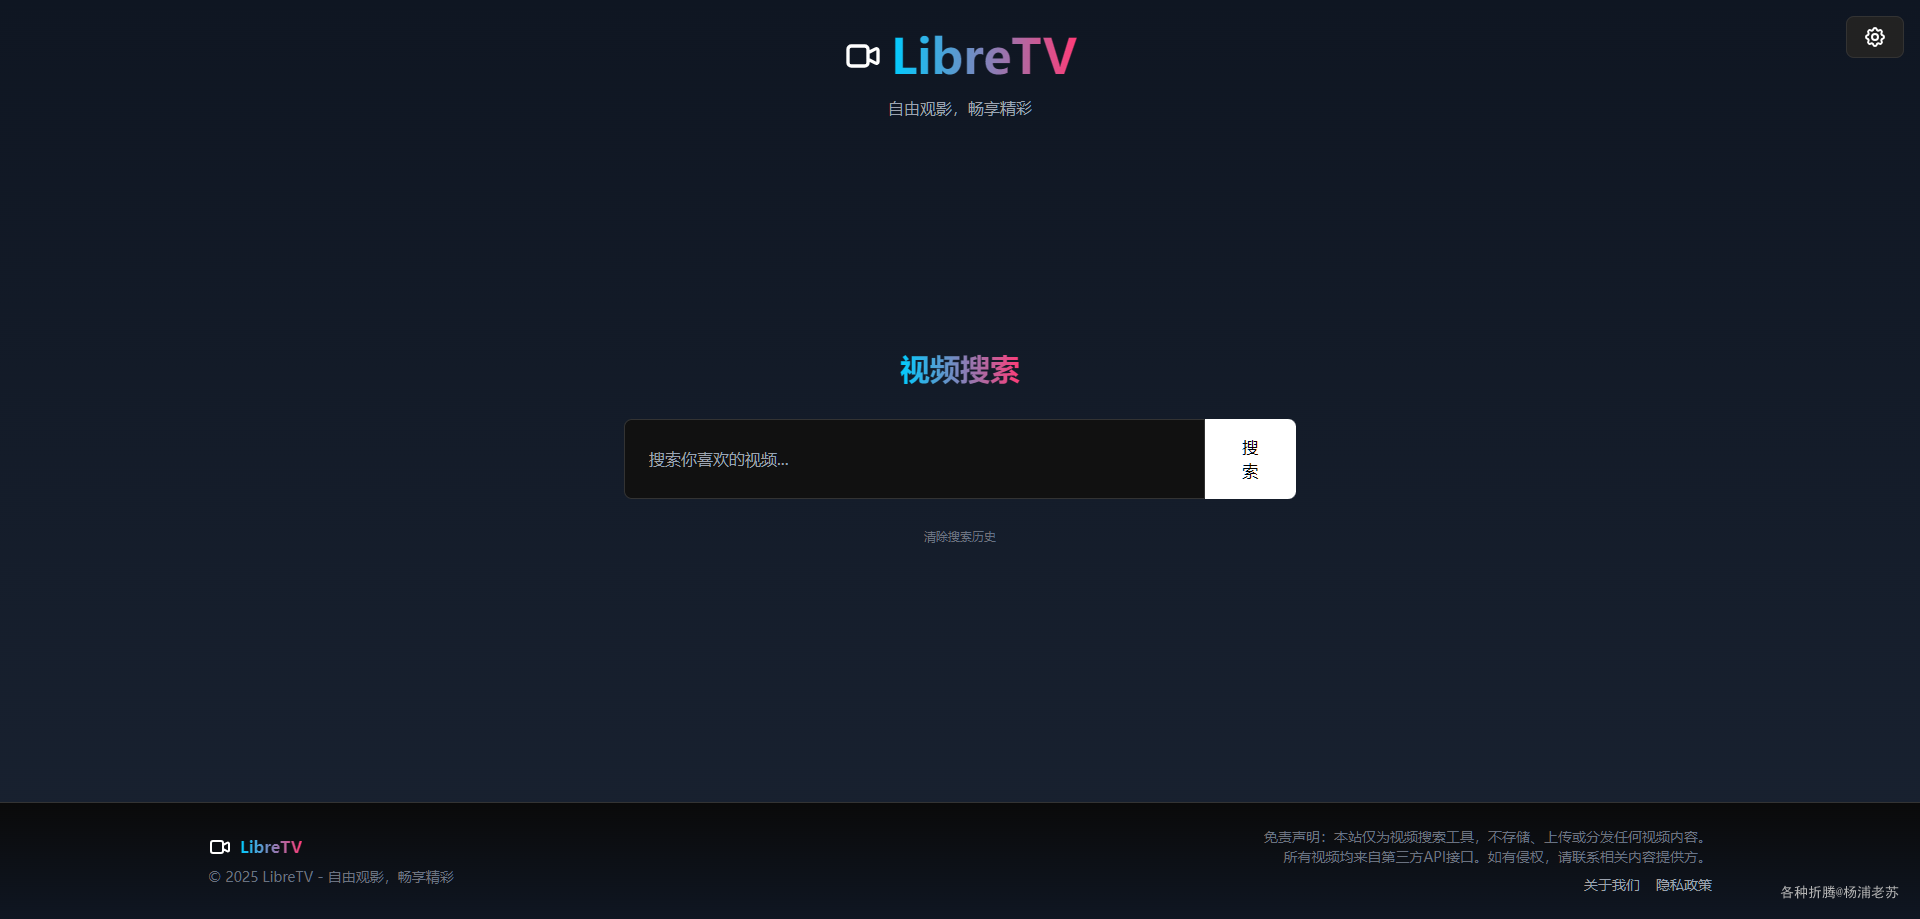 LibreTV
自由观影，畅享精彩
视频搜索
搜索你喜欢的视频...
搜
索
清除搜索历史
LibreTV
© 2025 LibreTV - 自由观影，畅享精彩
免责声明：本站仅为视频搜索工具，不存储、上传或分发任何视频内容。
所有视频均来自第三方API接口。如有侵权，请联系相关内容提供方。
关于我们 隐私政策
各种折腾@杨浦老苏